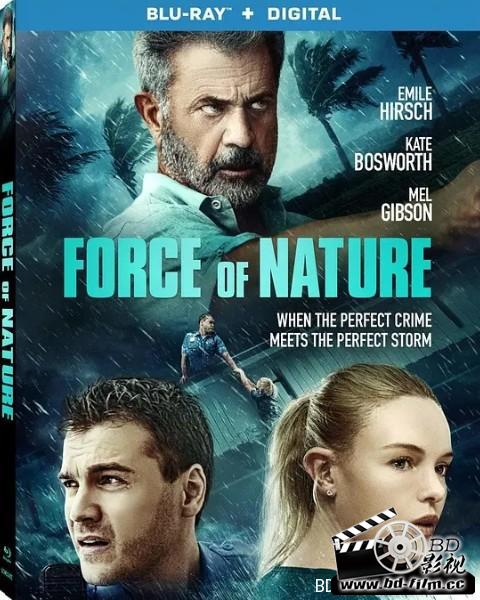 BLU-RAY™ + DIGITAL
EMILE
HIRSCH
KATE
BOSWORTH
MEL
GIBSON
FORCE OF NATURE
WHEN THE PERFECT CRIME
MEETS THE PERFECT STORM
FORCE OF NATURE
BD
影视
BD
www.bd-film.cc